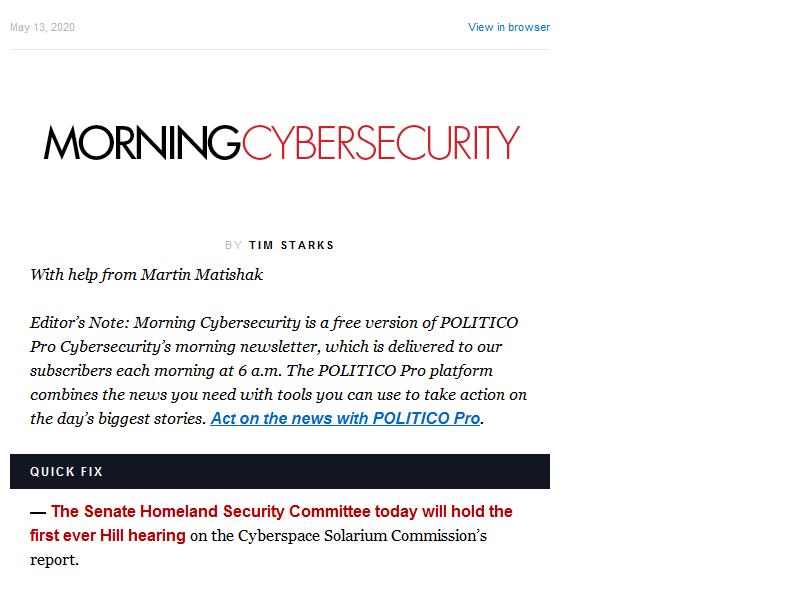 May 13, 2020 View in browser
MORNINGCYBERSECURITY
BY TIM STARKS
With help from Martin Matishak
Editor’s Note: Morning Cybersecurity is a free version of POLITICO
Pro Cybersecurity’s morning newsletter, which is delivered to our
subscribers each morning at 6 a.m. The POLITICO Pro platform
combines the news you need with tools you can use to take action on
the day’s biggest stories. Act on the news with POLITICO Pro.
QUICK FIX
— The Senate Homeland Security Committee today will hold the
first ever Hill hearing on the Cyberspace Solarium Commission’s
report.